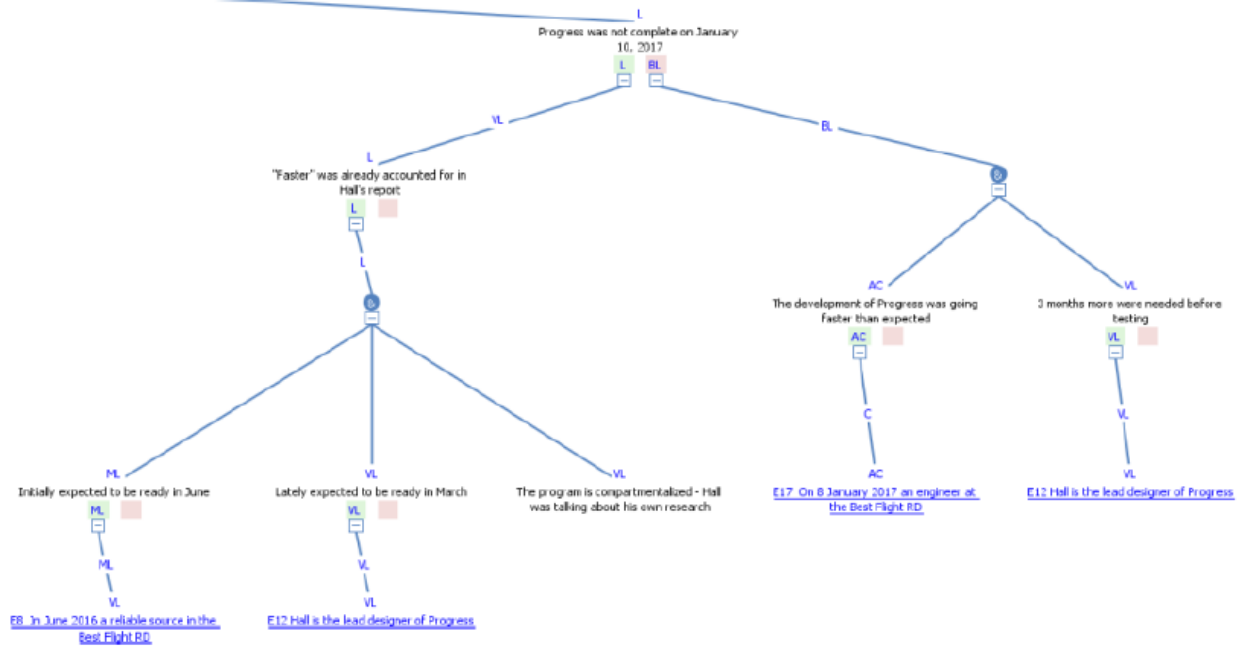 L
Progress was not complete on January
10, 2017
L BL
VL
BL
L
"Faster" was already accounted for in
Hall's report
L
L
&
&
AC
The development of Progress was going
faster than expected
AC
C
AC
E17 On 8 January 2017 an engineer at
the Best Flight RD
VL
3 months more were needed before
testing
VL
VL
VL
E12 Hall is the lead designer of Progress
ML
Initially expected to be ready in June
ML
ML
VL
E8 In June 2016 a reliable source in the
Best Flight RD
VL
Lately expected to be ready in March
VL
VL
VL
E12 Hall is the lead designer of Progress
VL
The program is compartmentalized - Hall
was talking about his own research